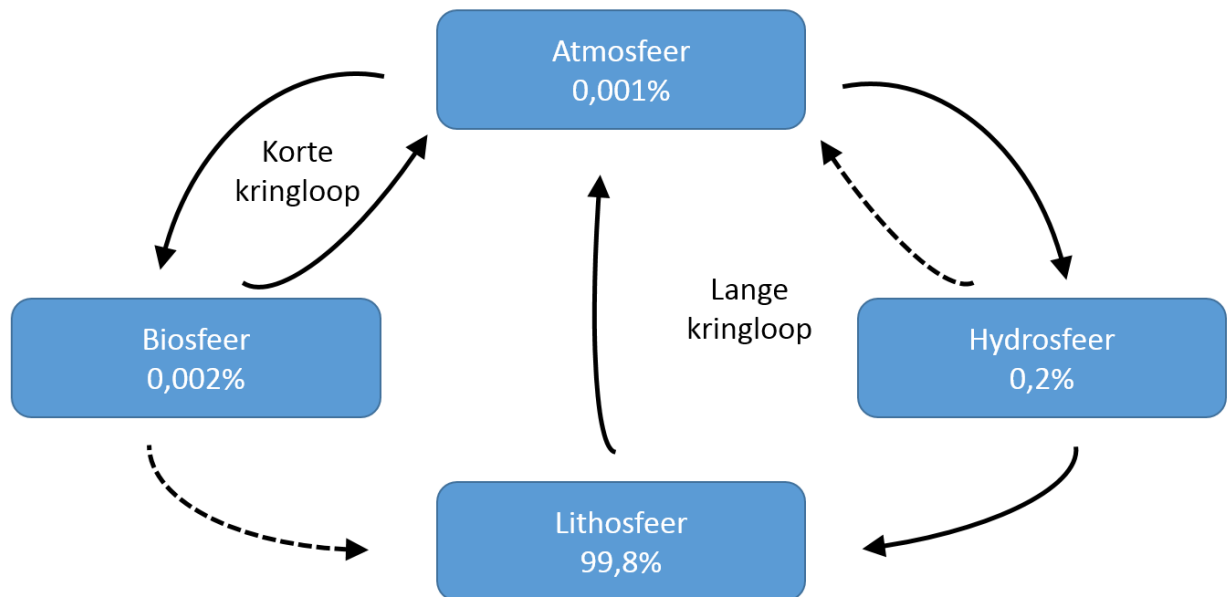 Atmosfeer
0,001%
Korte
kringloop
Lange
kringloop
Biosfeer
0,002%
Hydrosfeer
0,2%
Lithosfeer
99,8%